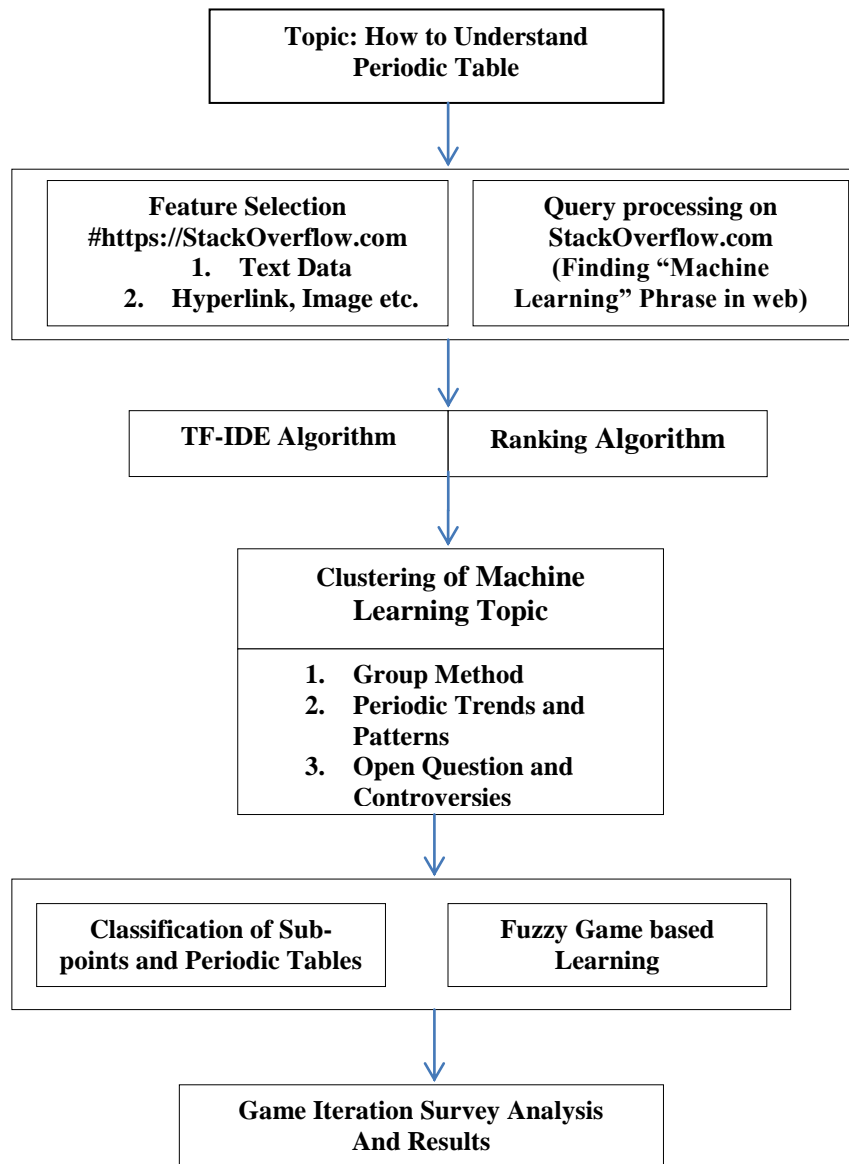 Topic: How to Understand
Periodic Table
Feature Selection
#https://StackOverflow.com
1. Text Data
2. Hyperlink, Image etc.
Query processing on
StackOverflow.com
(Finding “Machine
Learning” Phrase in web)
TF-IDE Algorithm
Ranking Algorithm
Clustering of Machine
Learning Topic
1. Group Method
2. Periodic Trends and
Patterns
3. Open Question and
Controversies
Classification of Sub-
points and Periodic Tables
Fuzzy Game based
Learning
Game Iteration Survey Analysis
And Results